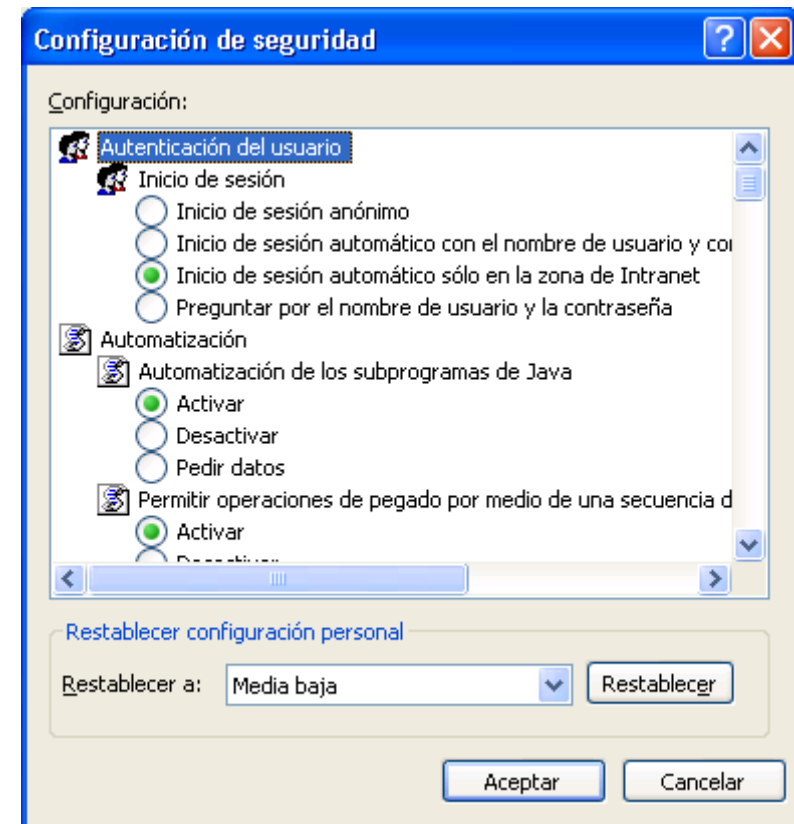 Configuración de seguridad
Configuración:
Autenticación del usuario
Inicio de sesión
Inicio de sesión anónimo
Inicio de sesión automático con el nombre de usuario y
Inicio de sesión automático sólo en la zona de Intranet
Preguntar por el nombre de usuario y la contraseña
Automatización
Automatización de los subprogramas de Java
Activar
Desactivar
Pedir datos
Permitir operaciones de pegado por medio de una secuencia d
Activar
Restablecer configuración personal
Restablecer a: Media baja Restablecer
Aceptar Cancelar